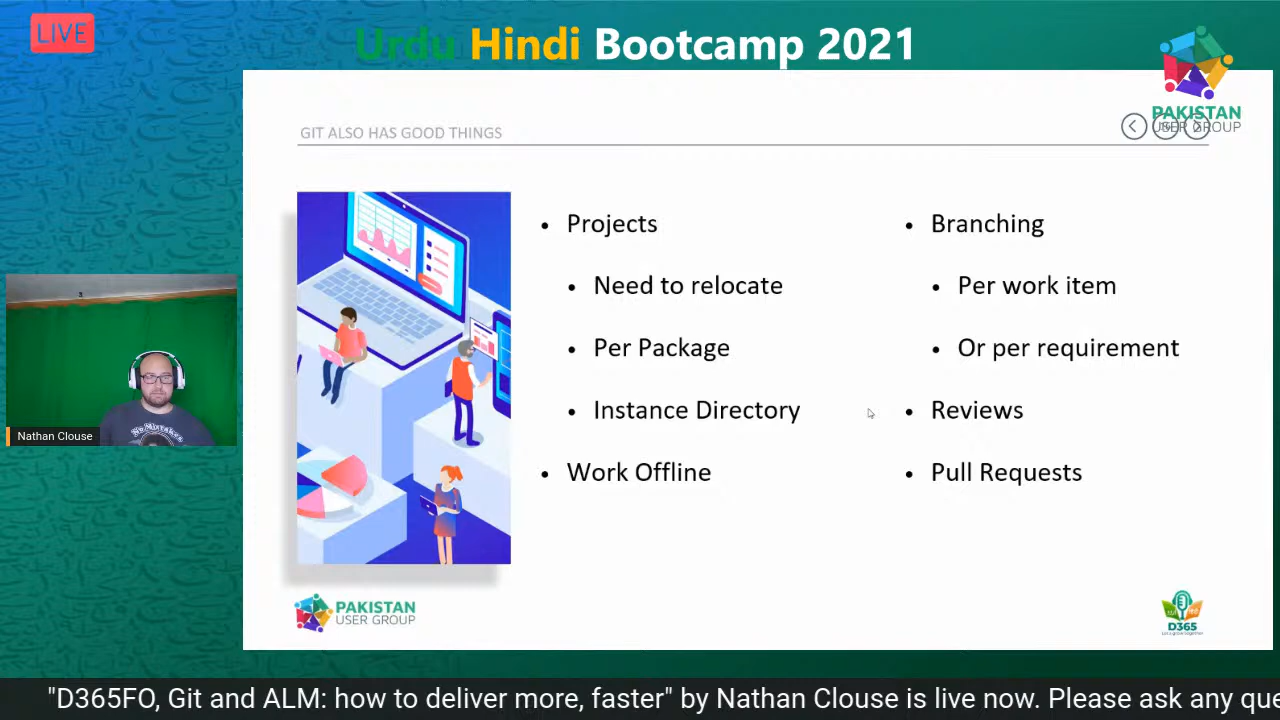 LIVE
Urdu Hindi Bootcamp 2021
PAKISTAN
USER GROUP
GIT ALSO HAS GOOD THINGS
• Projects
• Need to relocate
• Per Package
• Instance Directory
• Work Offline
• Branching
• Per work item
• Or per requirement
• Reviews
• Pull Requests
NO MISTAKES
Nathan Clouse
PAKISTAN
USER GROUP
D365
"D365FO, Git and ALM: how to deliver more, faster" by Nathan Clouse is live now. Please ask any que